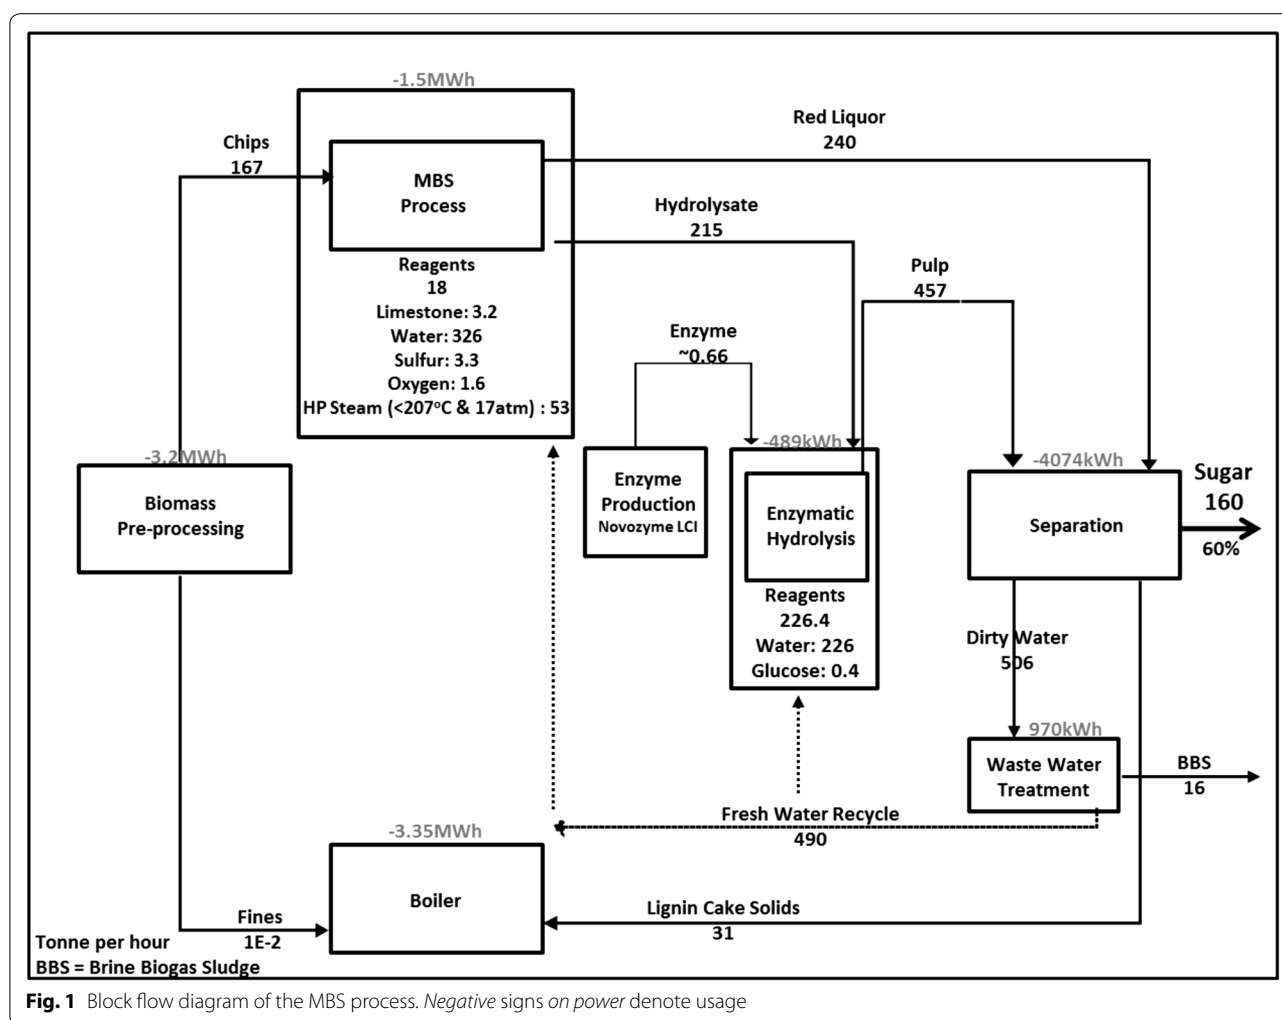 -1.5MWh
Chips
167
MBS
Process
Reagents
18
Limestone: 3.2
Water: 326
Sulfur: 3.3
Oxygen: 1.6
HP Steam (<207°C & 17atm) : 53
Red Liquor
240
Hydrolysate
215
Pulp
457
Enzyme
~0.66
-3.2MWh
Biomass
Pre-processing
Enzyme
Production
Novozyme LCI
-489kWh
Enzymatic
Hydrolysis
Reagents
226.4
Water: 226
Glucose: 0.4
-4074kWh
Separation
Sugar
160
60%
Dirty Water
506
970kWh
Waste Water
Treatment
BBS
16
Fresh Water Recycle
490
-3.35MWh
Boiler
Lignin Cake Solids
31
Fines
1E-2
Tonne per hour
BBS = Brine Biogas Sludge
Fig. 1 Block flow diagram of the MBS process. Negative signs on power denote usage